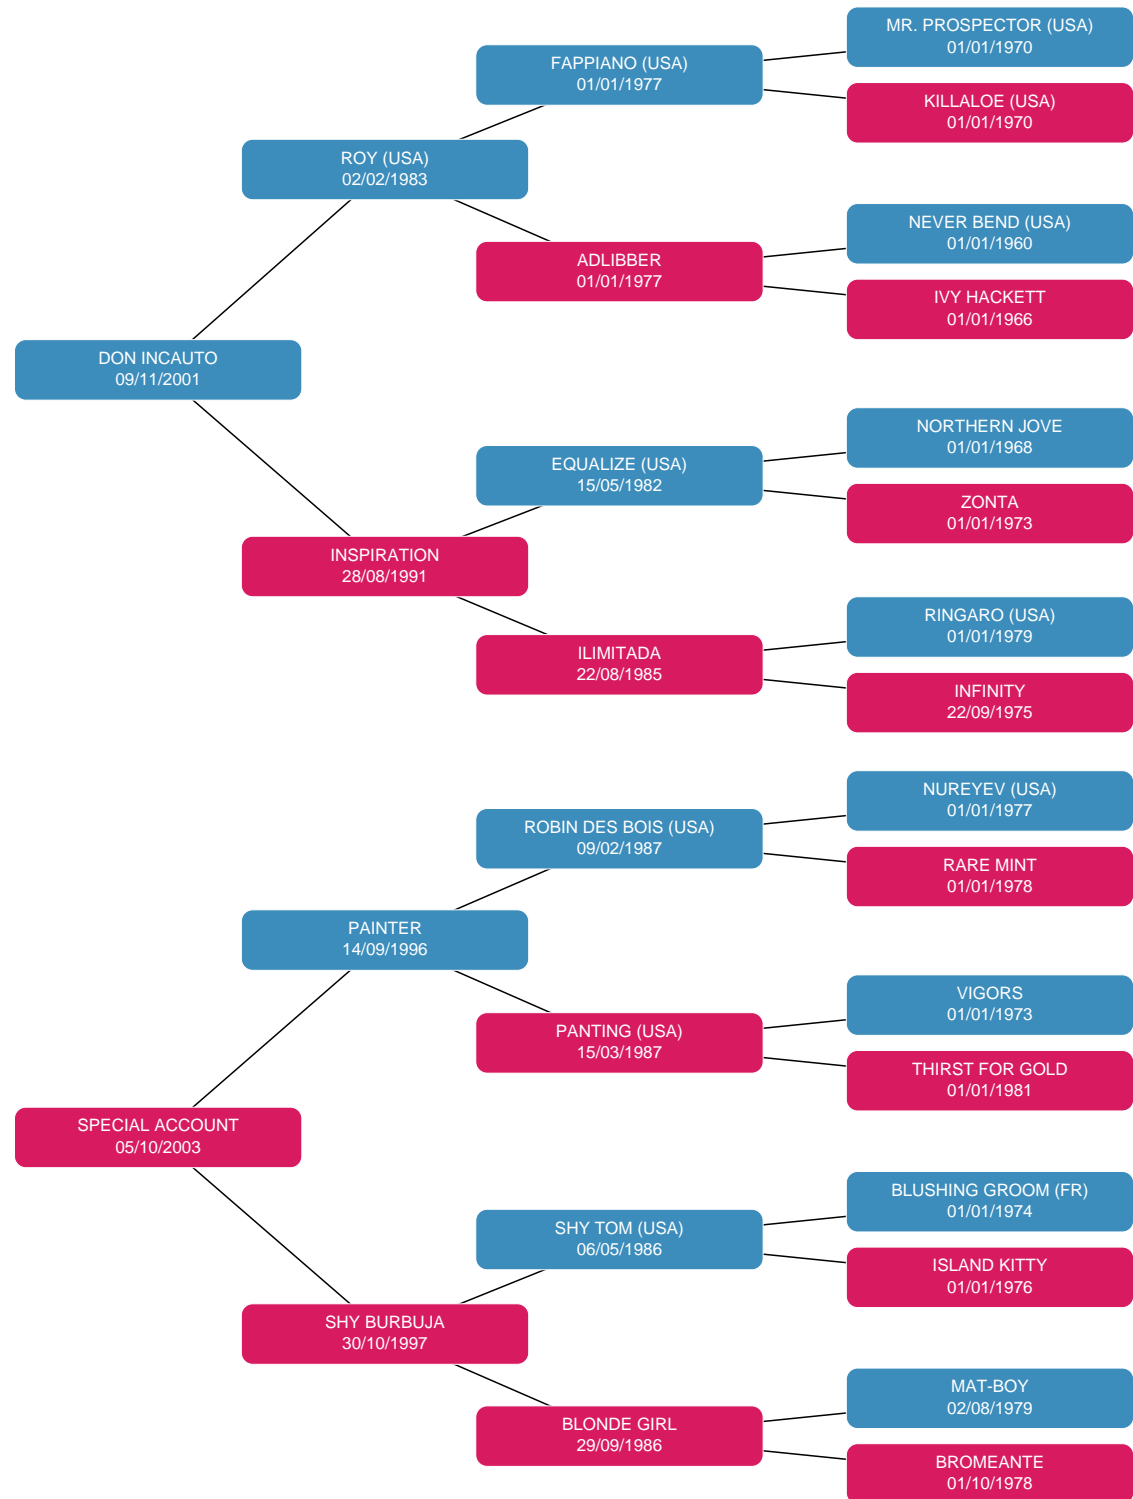 MR. PROSPECTOR (USA)
01/01/1970
FAPPIANO (USA)
01/01/1977
KILLALOE (USA)
01/01/1970
ROY (USA)
02/02/1983
NEVER BEND (USA)
01/01/1960
ADLIBBER
01/01/1977
IVY HACKETT
01/01/1966
DON INCAUTO
09/11/2001
NORTHERN JOVE
01/01/1968
EQUALIZE (USA)
15/05/1982
ZONTA
01/01/1973
INSPIRATION
28/08/1991
RINGARO (USA)
01/01/1979
ILIMITADA
22/08/1985
INFINITY
22/09/1975
NUREYEV (USA)
01/01/1977
ROBIN DES BOIS (USA)
09/02/1987
RARE MINT
01/01/1978
PAINTER
14/09/1996
VIGORS
01/01/1973
PANTING (USA)
15/03/1987
THIRST FOR GOLD
01/01/1981
SPECIAL ACCOUNT
05/10/2003
BLUSHING GROOM (FR)
01/01/1974
SHY TOM (USA)
06/05/1986
ISLAND KITTY
01/01/1976
SHY BURBUJA
30/10/1997
MAT-BOY
02/08/1979
BLONDE GIRL
29/09/1986
BROMEANTE
01/10/1978